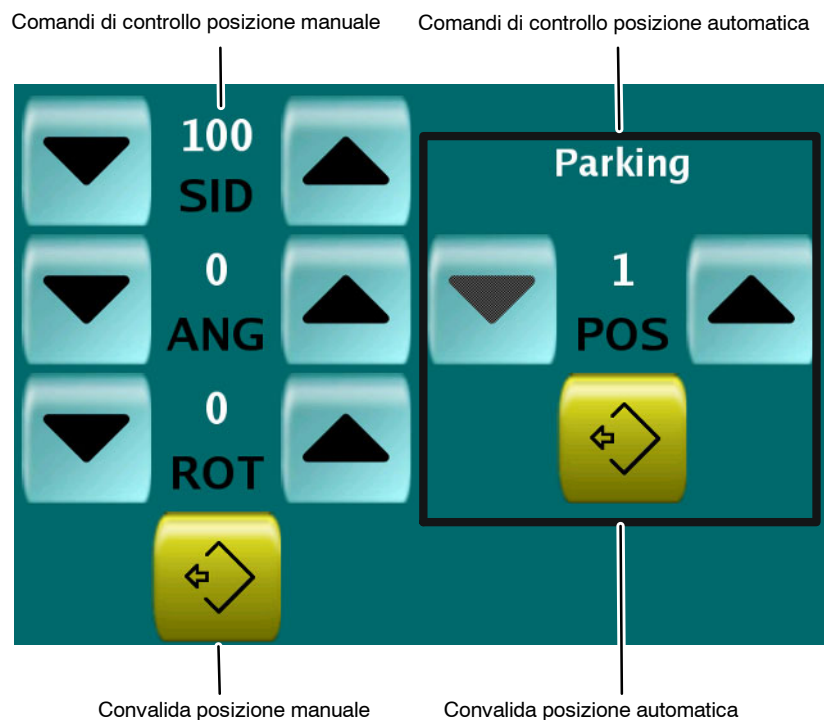 Comandi di controllo posizione manuale
Comandi di controllo posizione automatica
100
SID
0
ANG
0
ROT
Parking
1
POS
Convalida posizione manuale
Convalida posizione automatica